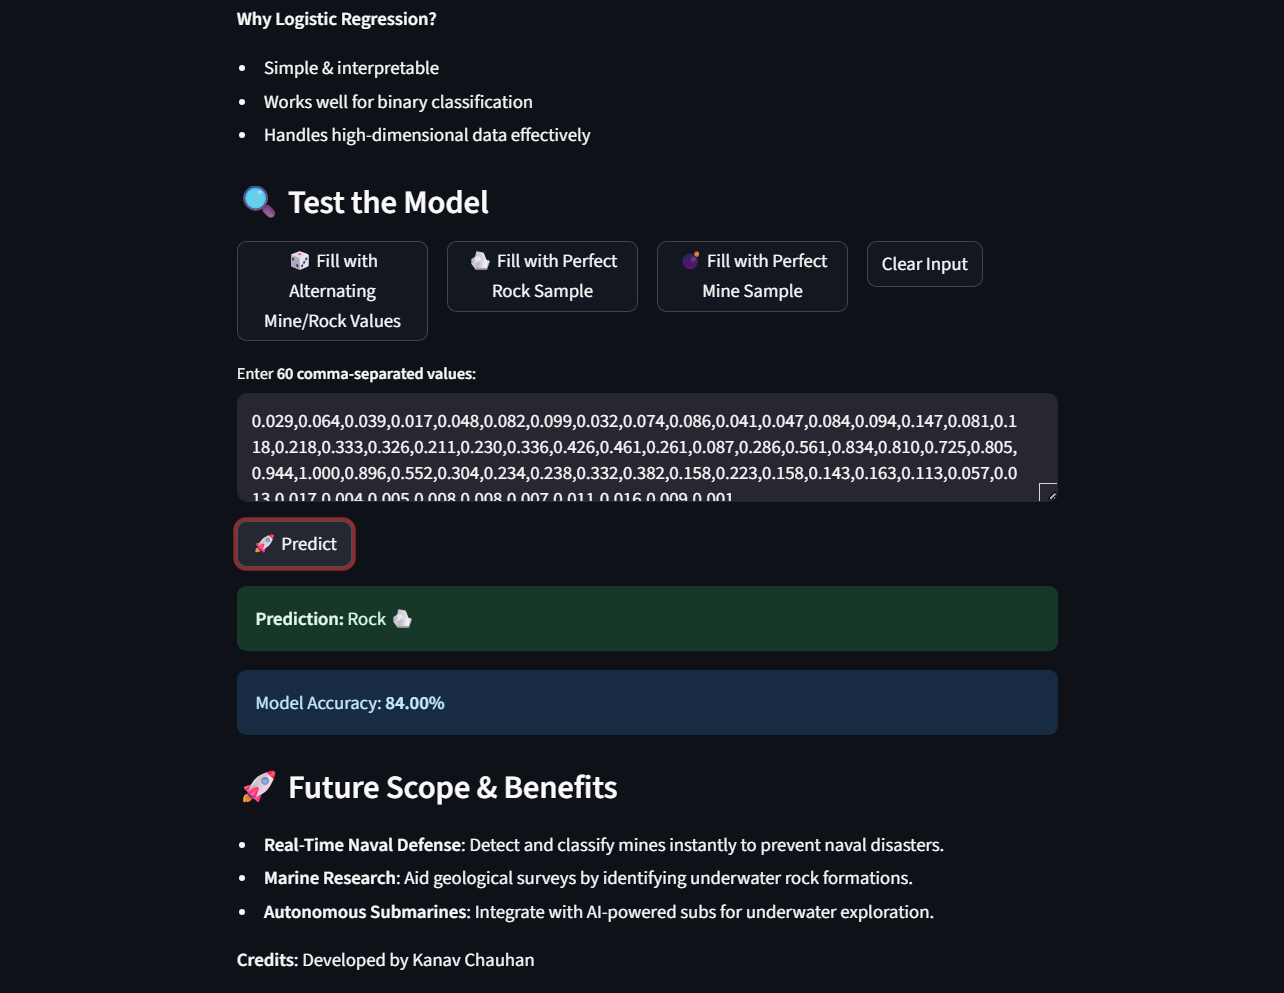 Why Logistic Regression?
Simple & interpretable
Works well for binary classification
Handles high-dimensional data effectively
Test the Model
Fill with
Alternating
Mine/Rock Values
Fill with Perfect
Rock Sample
Fill with Perfect
Mine Sample
Clear Input
Enter 60 comma-separated values:
0.029,0.064,0.039,0.017,0.048,0.082,0.099,0.032,0.074,0.086,0.041,0.047,0.084,0.094,0.147,0.081,0.1
18,0.218,0.333,0.326,0.211,0.230,0.336,0.426,0.461,0.261,0.087,0.286,0.561,0.834,0.810,0.725,0.805,
0.944,1.000,0.896,0.552,0.304,0.234,0.238,0.332,0.382,0.158,0.223,0.158,0.143,0.163,0.113,0.057,0.0
13,0.017,0.004,0.005,0.008,0.008,0.007,0.011,0.016,0.009,0.001
Predict
Prediction: Rock
Model Accuracy: 84.00%
Future Scope & Benefits
Real-Time Naval Defense: Detect and classify mines instantly to prevent naval disasters.
Marine Research: Aid geological surveys by identifying underwater rock formations.
Autonomous Submarines: Integrate with AI-powered subs for underwater exploration.
Credits: Developed by Kanav Chauhan